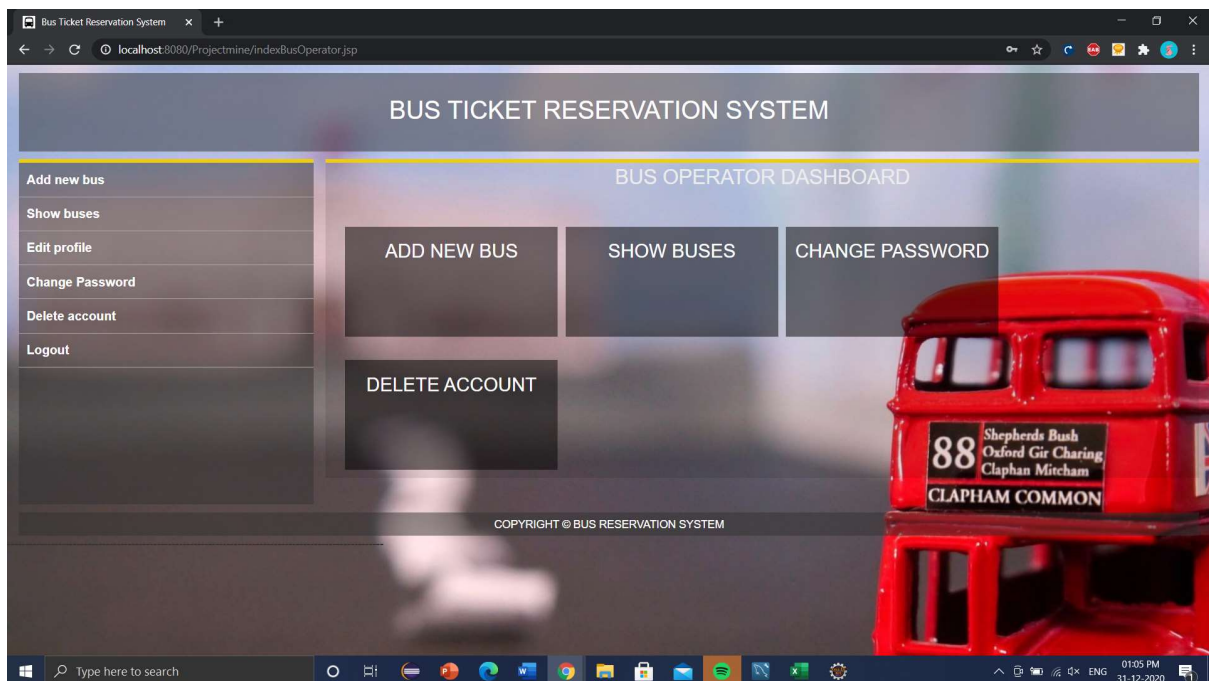 Bus Ticket Reservation System
localhost:8080/Projectmine/indexBusOperator.jsp
BUS TICKET RESERVATION SYSTEM
Add new bus
Show buses
Edit profile
Change Password
Delete account
Logout
BUS OPERATOR DASHBOARD
ADD NEW BUS
SHOW BUSES
CHANGE PASSWORD
DELETE ACCOUNT
88
Shepherds Bush
Oxford Gir Charing
Claphan Mitcham
CLAPHAM COMMON
COPYRIGHT © BUS RESERVATION SYSTEM
Type here to search
ENG
01:05 PM
31-12-2020